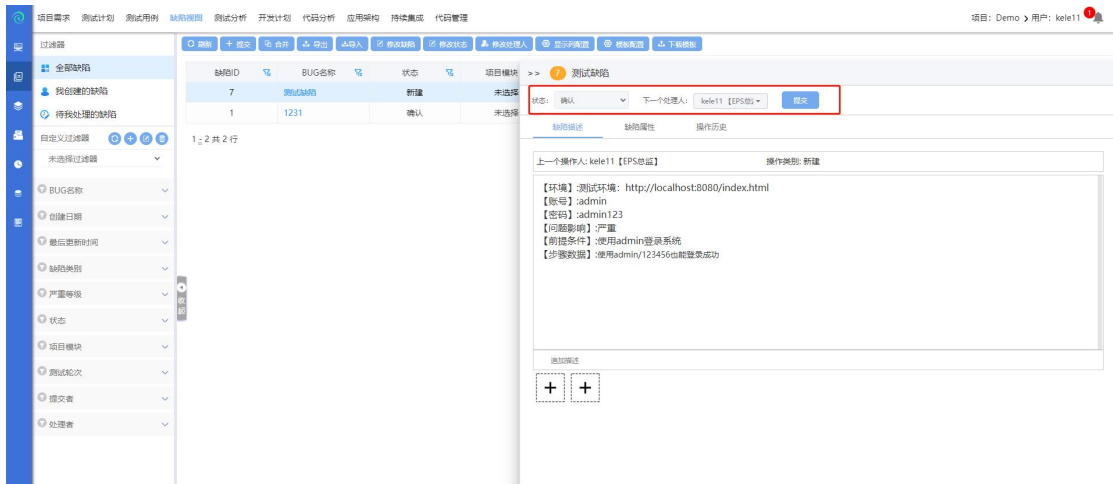 项目需求 测试计划 测试用例 缺陷视图 测试分析 开发计划 代码分析 应用架构 持续集成 代码管理 项目: Demo > 用户: kele11 1
过滤器
全部缺陷
我创建的缺陷
待我处理的缺陷
自定义过滤器
未选择过滤器
BUG名称
创建日期
最后更新时间
缺陷类别
严重等级
状态
项目模块
测试轮次
提交者
处理者
收起
刷新 提交 合并 导出 导入 修改缺陷 修改状态 修改处理人 显示列配置 模板配置 下载模板
缺陷ID BUG名称 状态 项目模块
7 测试缺陷 新建 未选择
1 1231 确认 未选择
1 - 2 共 2 行
>> 7 测试缺陷
状态: 确认 下一个处理人: kele11【EPS总监 提交
缺陷描述 缺陷属性 操作历史
上一个操作人: kele11【EPS总监】 操作类别: 新建
【环境】:测试环境: http://localhost:8080/index.html
【账号】:admin
【密码】:admin123
【问题影响】:严重
【前提条件】:使用admin登录系统
【步骤数据】:使用admin/123456也能登录成功
追加描述